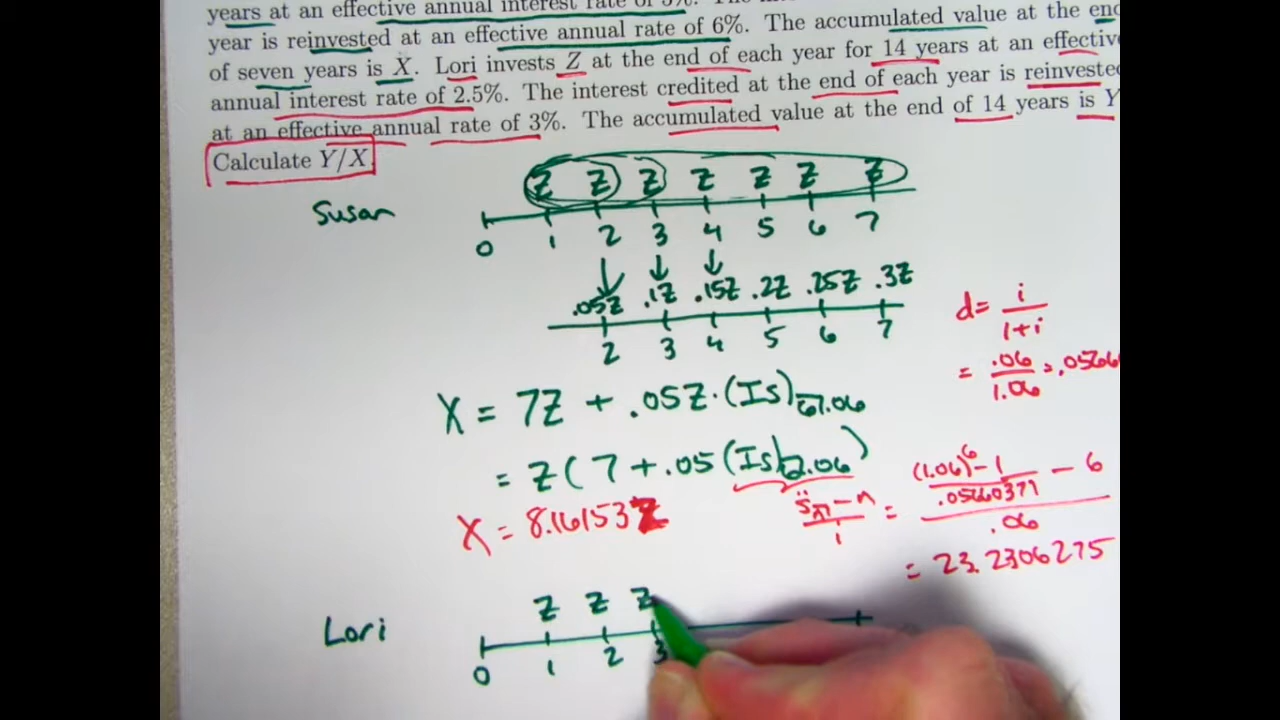 years at an effective annual interest rate of 5%. The
year is reinvested at an effective annual rate of 6%. The accumulated value at the end
of seven years is X. Lori invests Z at the end of each year for 14 years at an effective
annual interest rate of 2.5%. The interest credited at the end of each year is reinvested
at an effective annual rate of 3%. The accumulated value at the end of 14 years is Y
Calculate Y/X
Susan
Z Z Z Z Z Z Z
0 1 2 3 4 5 6 7
.05Z .1Z .15Z .2Z .25Z .3Z
2 3 4 5 6 7
d = i/(1+i)
= .06/1.06 = .0566
X = 7Z + .05Z·(Is)6|.06
= Z(7 + .05(Is)6|.06)
(s̈n|−n)/i = (((1.06)^6−1)/.05660377 − 6)/.06
X = 8.16153Z
= 23.2306275
Z Z Z
Lori
0 1 2 3